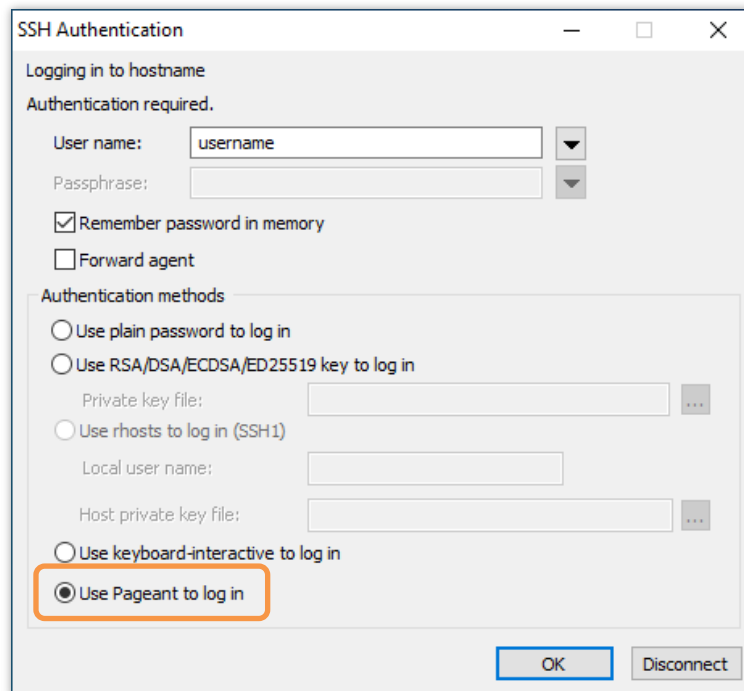 SSH Authentication
Logging in to hostname
Authentication required.
User name: username
Passphrase:
Remember password in memory
Forward agent
Authentication methods
Use plain password to log in
Use RSA/DSA/ECDSA/ED25519 key to log in
Private key file: ...
Use rhosts to log in (SSH1)
Local user name:
Host private key file: ...
Use keyboard-interactive to log in
Use Pageant to log in
OK Disconnect